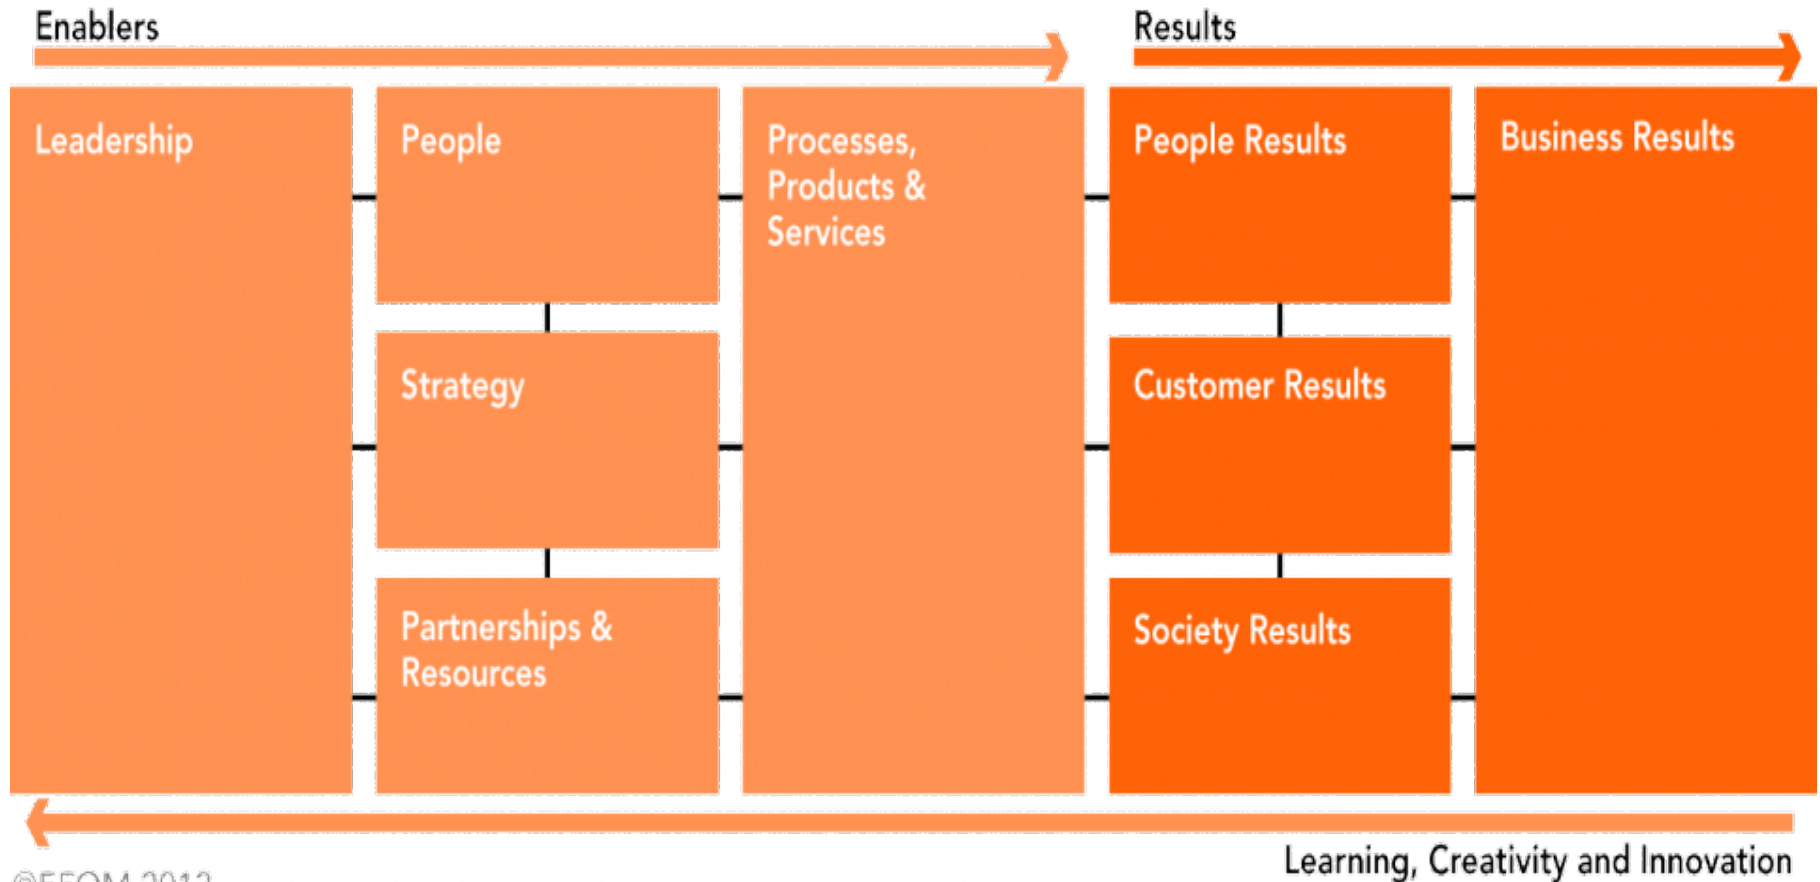 Enablers
Results
Leadership
People
Processes,
Products &
Services
People Results
Business Results
Strategy
Customer Results
Partnerships &
Resources
Society Results
Learning, Creativity and Innovation